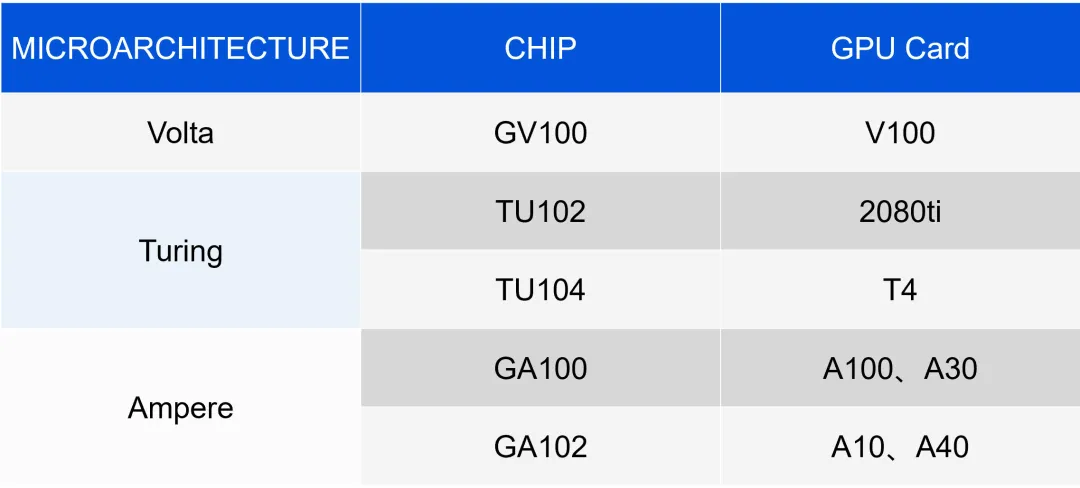 MICROARCHITECTURE CHIP GPU Card
Volta GV100 V100
Turing TU102 2080ti
TU104 T4
Ampere GA100 A100、A30
GA102 A10、A40